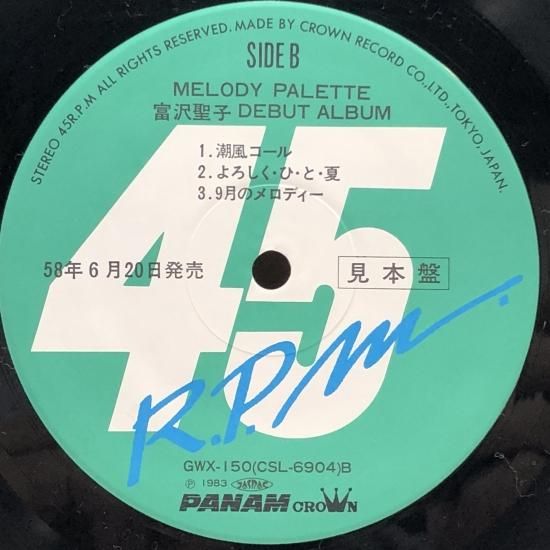 STEREO 45R.P.M ALL RIGHTS RESERVED. MADE BY CROWN RECORD CO., LTD., TOKYO, JAPAN.
SIDE B
MELODY PALETTE
富沢聖子 DEBUT ALBUM
1. 潮風コール
2. よろしく・ひ・と・夏
3. 9月のメロディー
45
58年6月20日発売
見本盤
R.P.M.
GWX-150(CSL-6904)B
Ⓟ 1983 JASRAC
PANAM CROWN